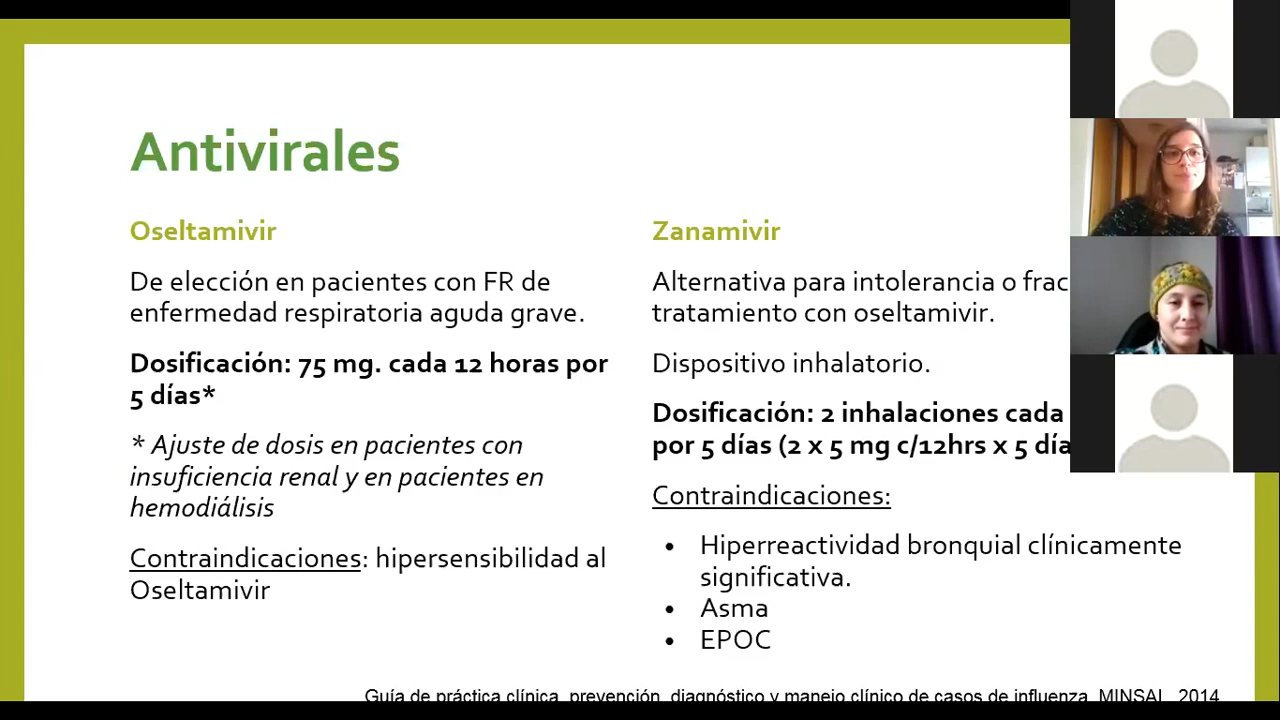 Antivirales
Oseltamivir
De elección en pacientes con FR de
enfermedad respiratoria aguda grave.
Dosificación: 75 mg. cada 12 horas por
5 días*
* Ajuste de dosis en pacientes con
insuficiencia renal y en pacientes en
hemodiálisis
Contraindicaciones: hipersensibilidad al
Oseltamivir
Zanamivir
Alternativa para intolerancia o
tratamiento con oseltamivir.
Dispositivo inhalatorio.
Dosificación: 2 inhalaciones cada
por 5 días (2 x 5 mg c/12hrs x 5
Contraindicaciones:
• Hiperreactividad bronquial clínicamente
significativa.
• Asma
• EPOC
Guía de práctica clínica, prevención, diagnóstico y manejo clínico de casos de influenza, MINSAL, 2014